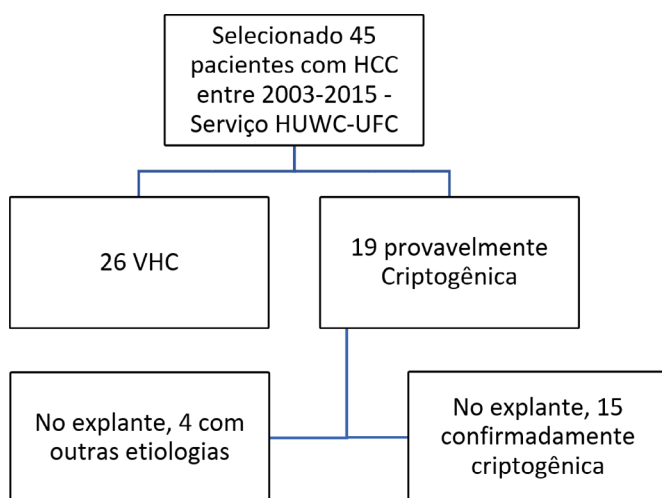 Selecionado 45
pacientes com HCC
entre 2003-2015 -
Serviço HUWC-UFC
26 VHC
19 provavelmente
Criptogênica
No explante, 4 com
outras etiologias
No explante, 15
confirmadamente
criptogênica